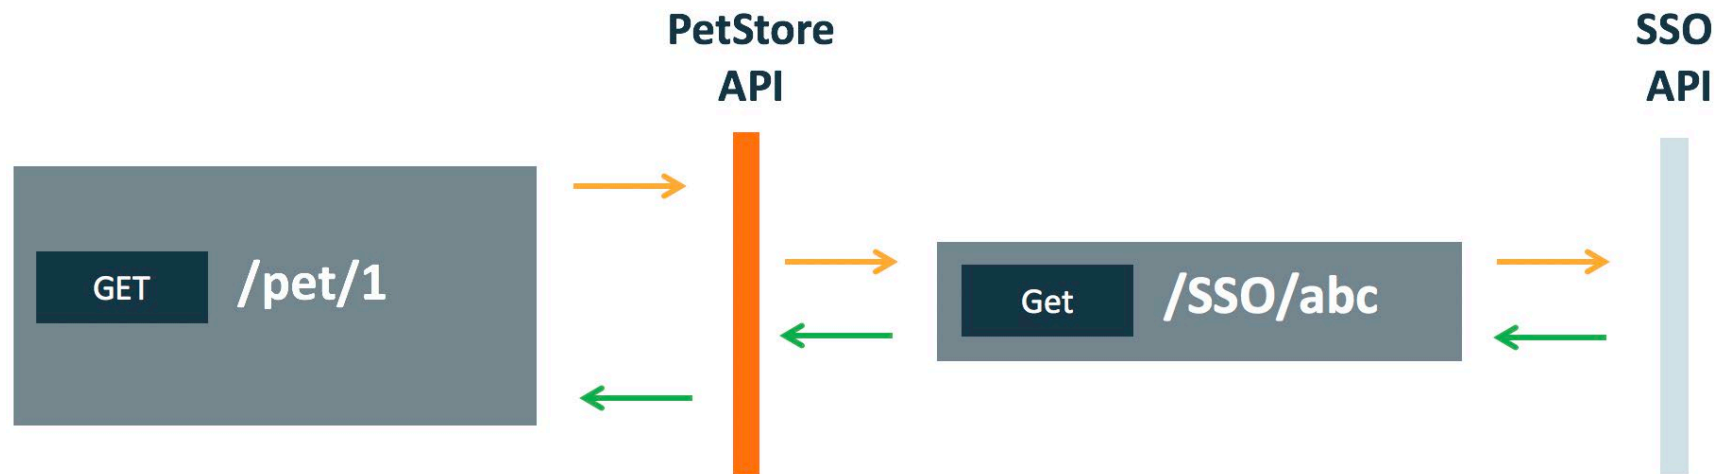 PetStore
API
SSO
API
GET /pet/1
Get /SSO/abc